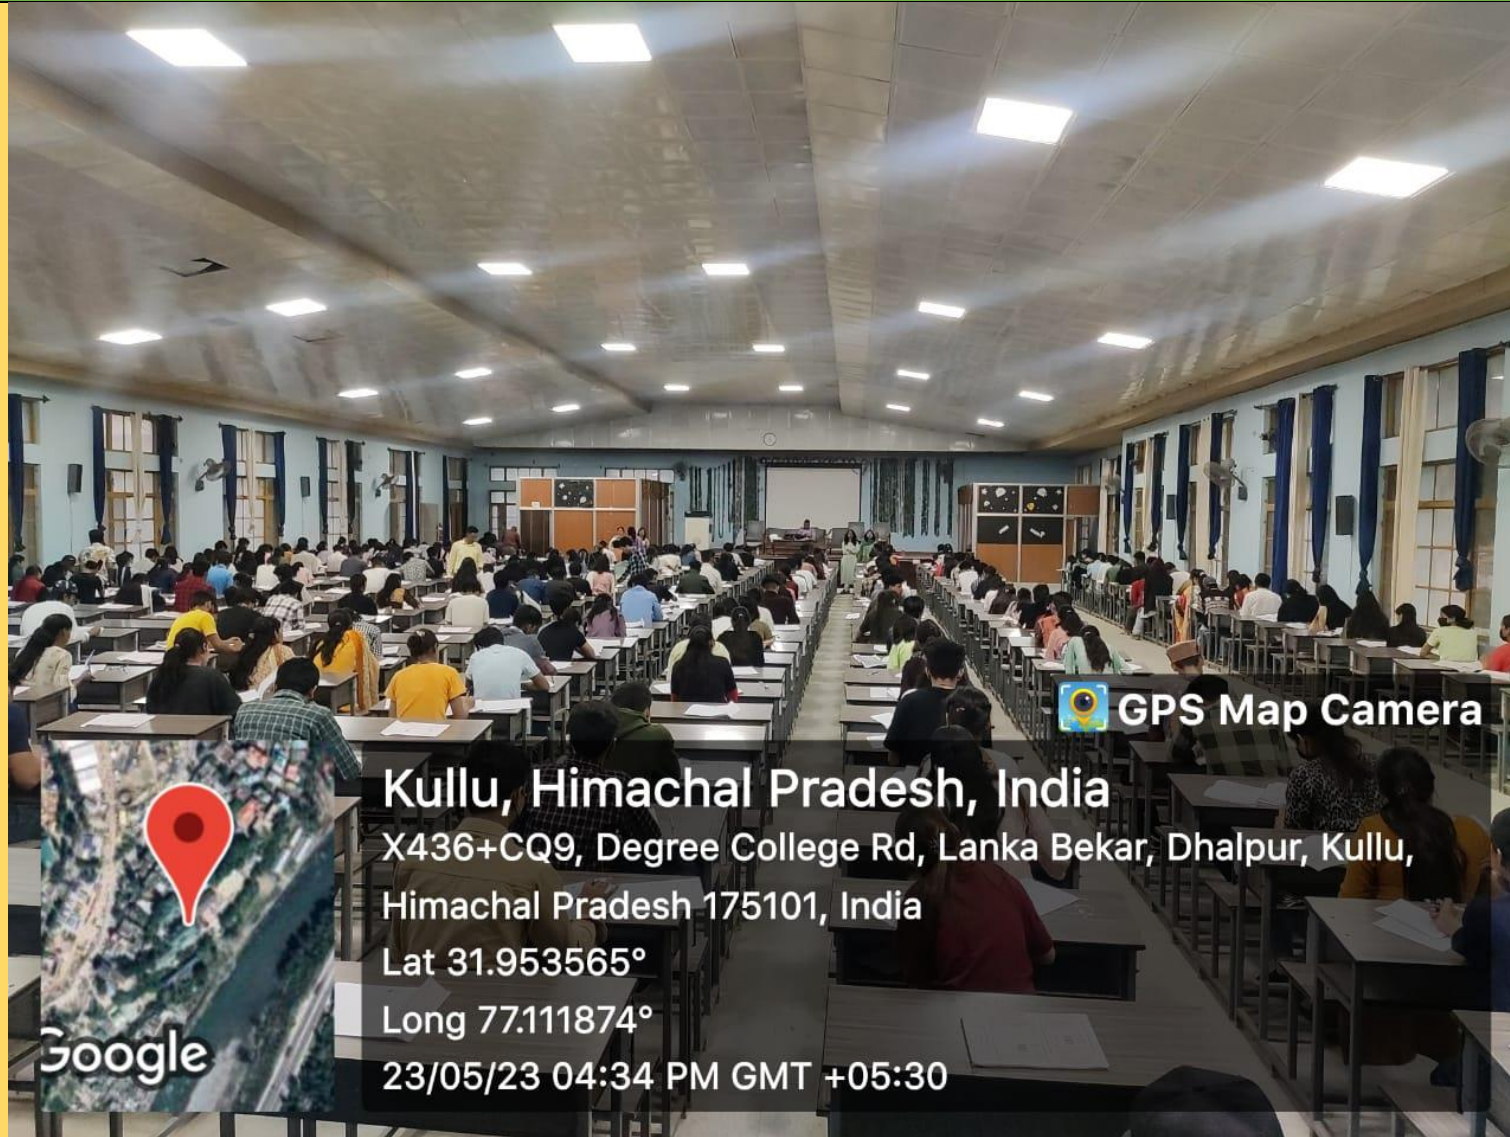 GPS Map Camera
Kullu, Himachal Pradesh, India
X436+CQ9, Degree College Rd, Lanka Bekar, Dhalpur, Kullu,
Himachal Pradesh 175101, India
Lat 31.953565°
Long 77.111874°
23/05/23 04:34 PM GMT +05:30
Google